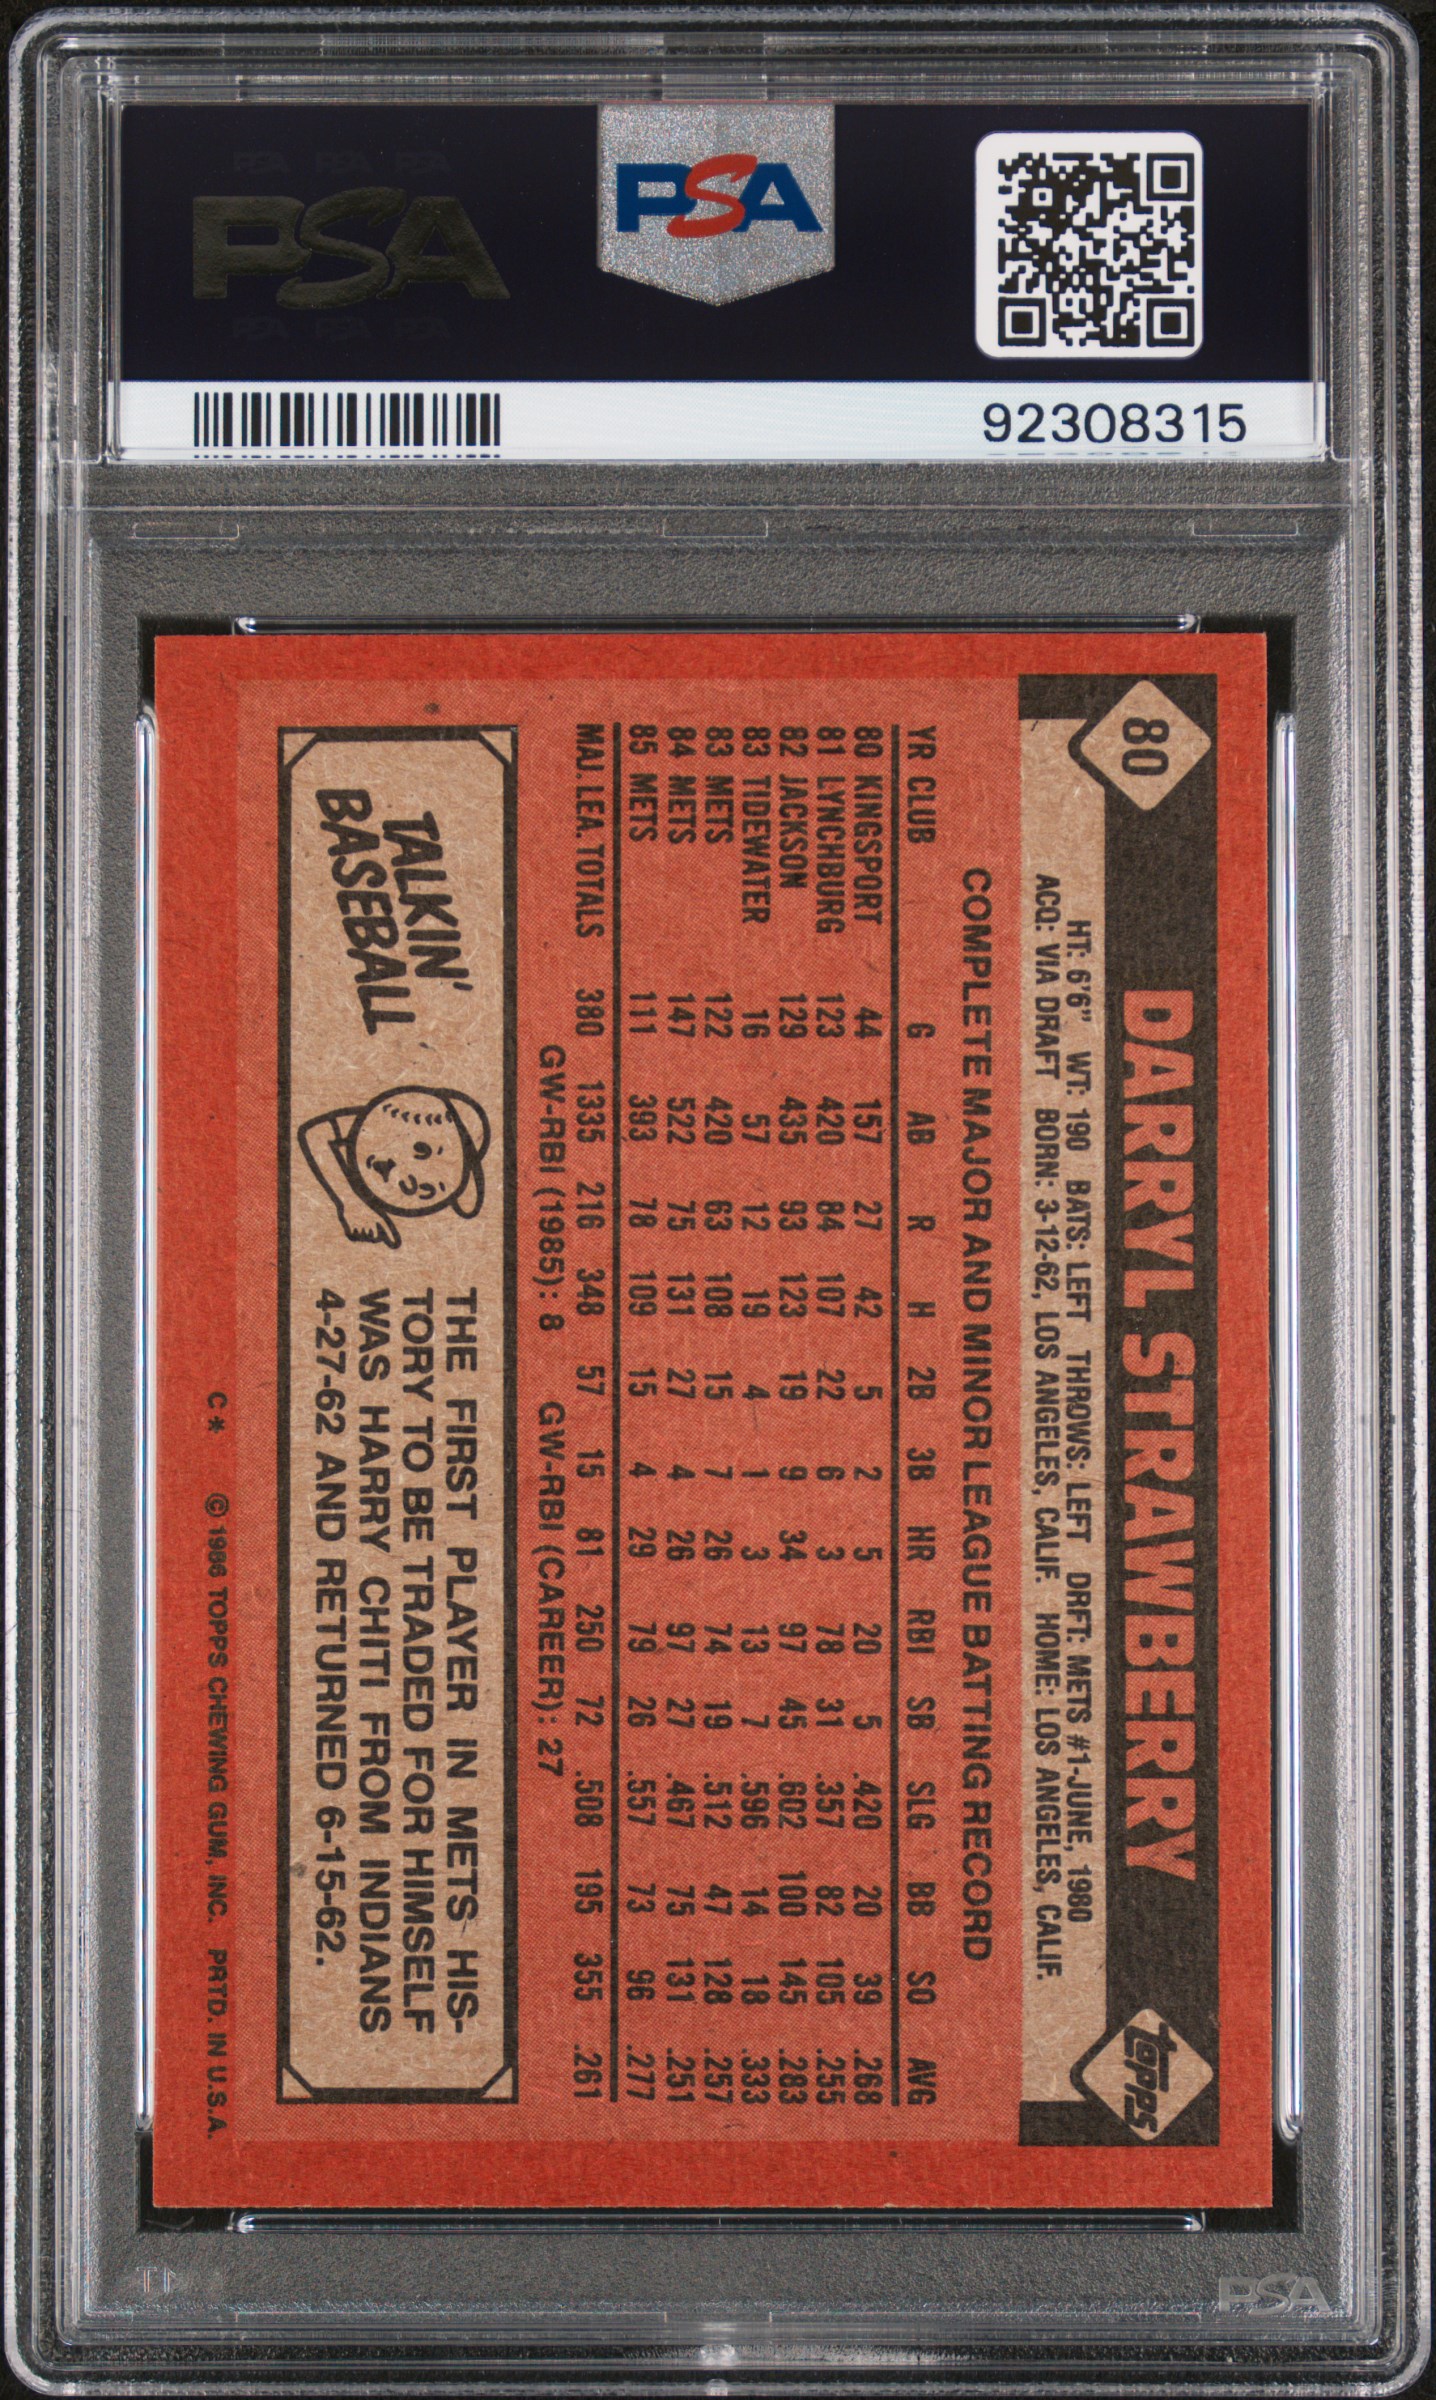 PSA PSA PSA
PSA
PSA PSA PSA
PSA
92308315
80
DARRYL STRAWBERRY
topps
HT: 6'6" WT: 190 BATS: LEFT THROWS: LEFT DRFT: METS #1-JUNE, 1980
ACQ: VIA DRAFT BORN: 3-12-62, LOS ANGELES, CALIF. HOME: LOS ANGELES, CALIF.
COMPLETE MAJOR AND MINOR LEAGUE BATTING RECORD
YR CLUB G AB R H 2B 3B HR RBI SB SLG BB SO AVG
80 KINGSPORT 44 157 27 42 5 2 5 20 5 .420 20 39 .268
81 LYNCHBURG 123 420 84 107 22 6 3 78 31 .357 82 105 .255
82 JACKSON 129 435 93 123 19 9 34 97 45 .602 100 145 .283
83 TIDEWATER 16 57 12 19 4 1 3 13 7 .596 14 18 .333
83 METS 122 420 63 108 15 7 26 74 19 .512 47 128 .257
84 METS 147 522 75 131 27 4 26 97 27 .467 75 131 .251
85 METS 111 393 78 109 15 4 29 79 26 .557 73 96 .277
MAJ. LEA. TOTALS 380 1335 216 348 57 15 81 250 72 .508 195 355 .261
GW-RBI (1985): 8 GW-RBI (CAREER): 27
TALKIN'
BASEBALL
THE FIRST PLAYER IN METS HIS-
TORY TO BE TRADED FOR HIMSELF
WAS HARRY CHITI FROM INDIANS
4-27-62 AND RETURNED 6-15-62.
C* © 1986 TOPPS CHEWING GUM, INC. PRTD. IN U.S.A.
PSA